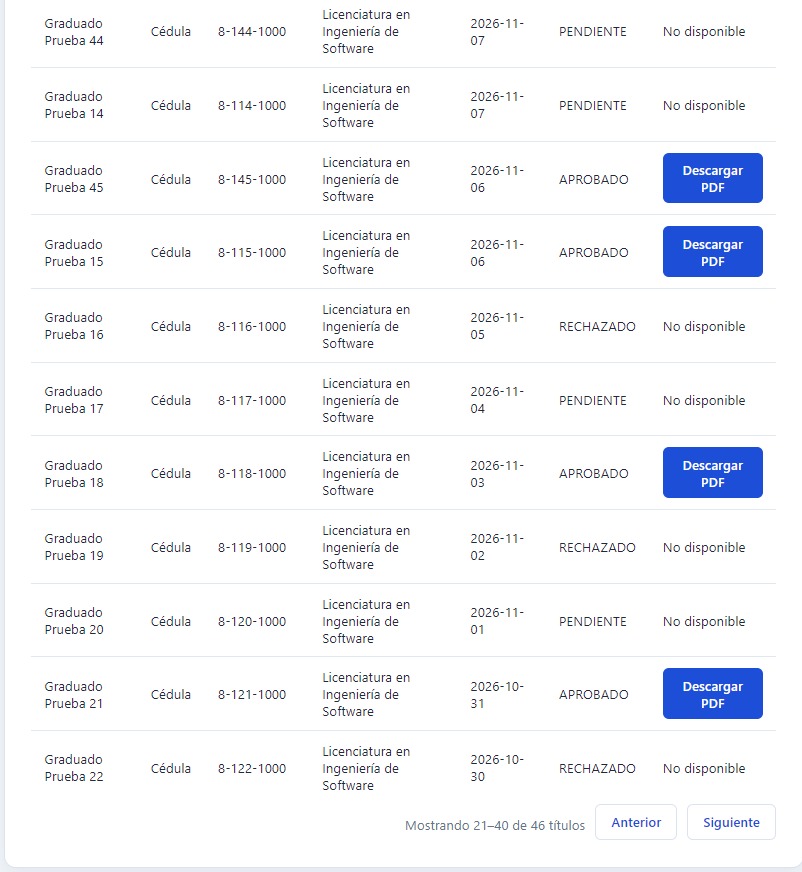 Graduado Prueba 44 Cédula 8-144-1000 Licenciatura en Ingeniería de Software 2026-11-07 PENDIENTE No disponible
Graduado Prueba 14 Cédula 8-114-1000 Licenciatura en Ingeniería de Software 2026-11-07 PENDIENTE No disponible
Graduado Prueba 45 Cédula 8-145-1000 Licenciatura en Ingeniería de Software 2026-11-06 APROBADO Descargar PDF
Graduado Prueba 15 Cédula 8-115-1000 Licenciatura en Ingeniería de Software 2026-11-06 APROBADO Descargar PDF
Graduado Prueba 16 Cédula 8-116-1000 Licenciatura en Ingeniería de Software 2026-11-05 RECHAZADO No disponible
Graduado Prueba 17 Cédula 8-117-1000 Licenciatura en Ingeniería de Software 2026-11-04 PENDIENTE No disponible
Graduado Prueba 18 Cédula 8-118-1000 Licenciatura en Ingeniería de Software 2026-11-03 APROBADO Descargar PDF
Graduado Prueba 19 Cédula 8-119-1000 Licenciatura en Ingeniería de Software 2026-11-02 RECHAZADO No disponible
Graduado Prueba 20 Cédula 8-120-1000 Licenciatura en Ingeniería de Software 2026-11-01 PENDIENTE No disponible
Graduado Prueba 21 Cédula 8-121-1000 Licenciatura en Ingeniería de Software 2026-10-31 APROBADO Descargar PDF
Graduado Prueba 22 Cédula 8-122-1000 Licenciatura en Ingeniería de Software 2026-10-30 RECHAZADO No disponible
Mostrando 21–40 de 46 títulos Anterior Siguiente